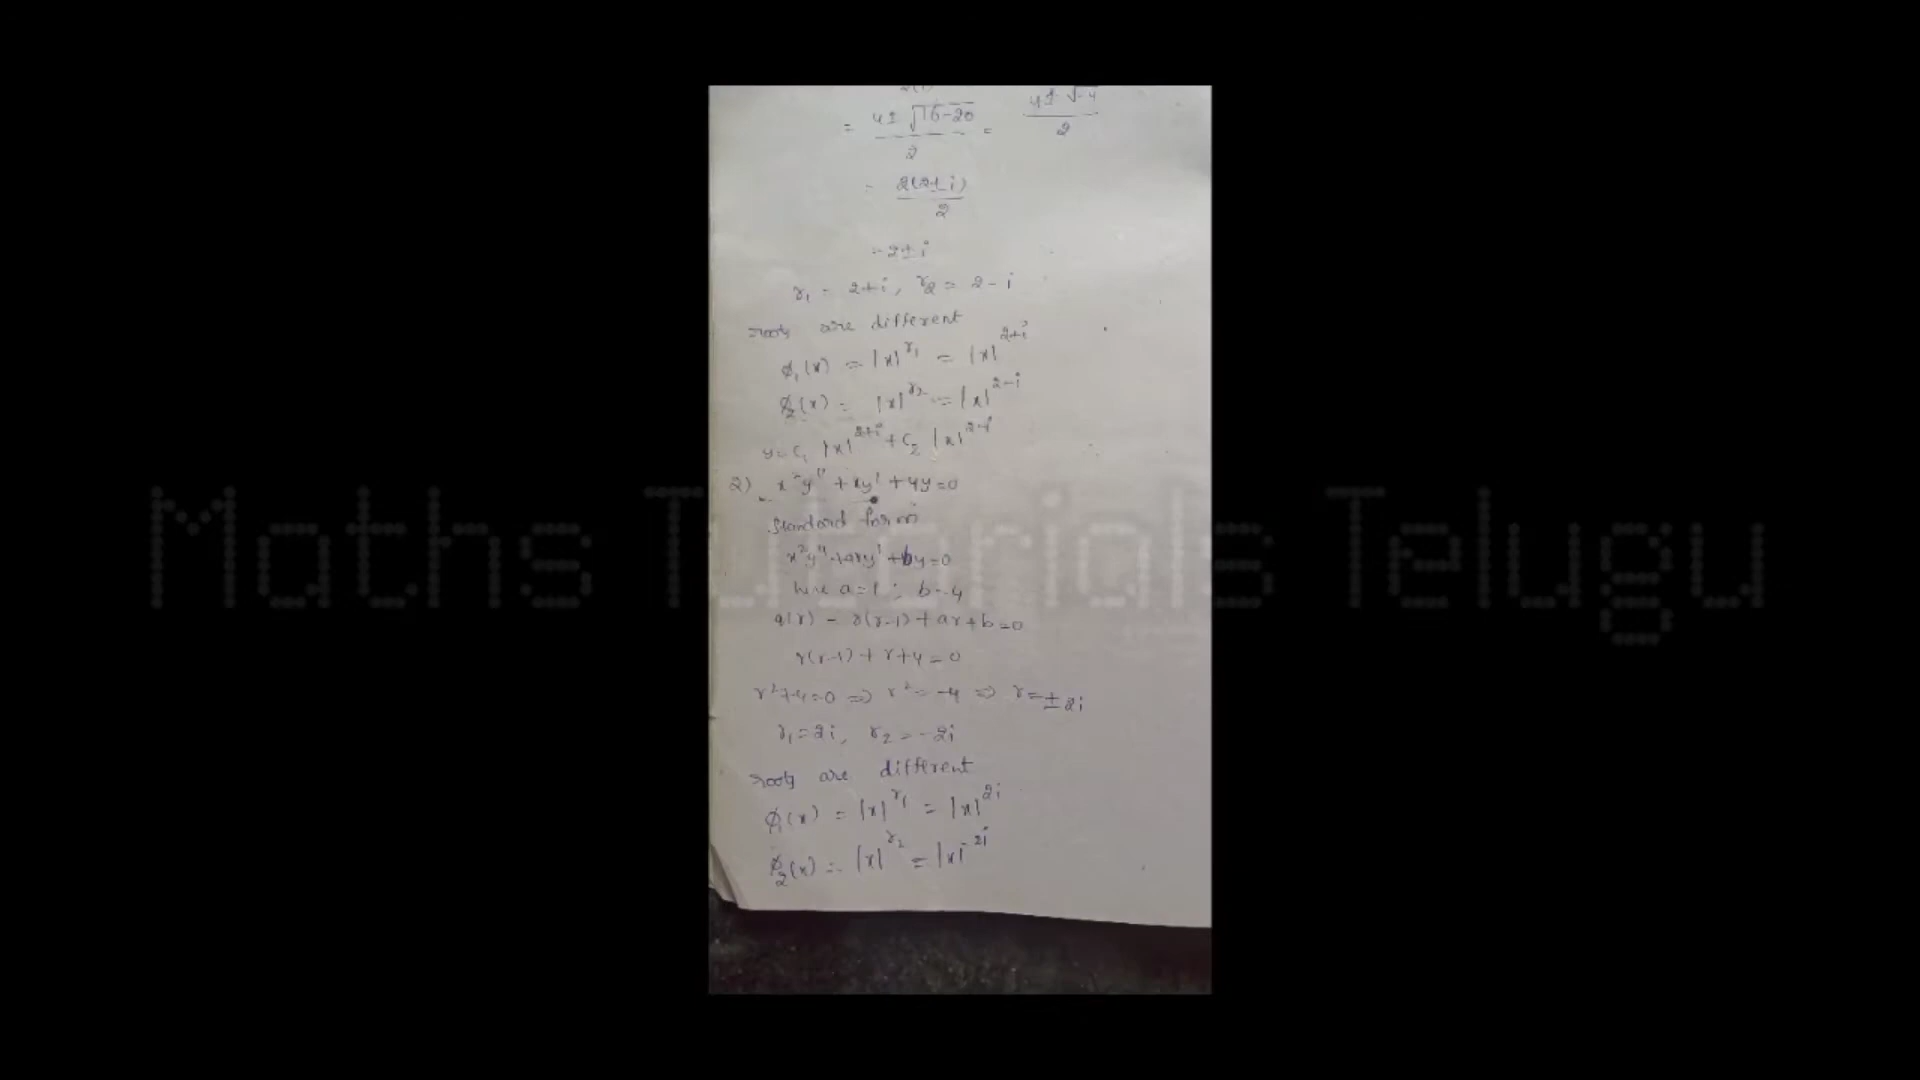 = 4± √16-20 / 2 = 4± √-4 / 2
= 2(2±i) / 2
= 2±i
r₁ = 2+i, r₂ = 2-i
roots are different
ϕ₁(x) = |x|^r₁ = |x|^2+i
ϕ₂(x) = |x|^r₂ = |x|^2-i
y = c₁ |x|^2+i + c₂ |x|^2-i
2) x²y'' + xy' + 4y = 0
Standard form
x²y'' + axy' + by = 0
here a=1 ; b=4
q(r) = r(r-1) + ar + b = 0
r(r-1) + r + 4 = 0
r²+4=0 => r² = -4 => r = ±2i
r₁ = 2i, r₂ = -2i
roots are different
ϕ₁(x) = |x|^r₁ = |x|^2i
ϕ₂(x) = |x|^r₂ = |x|^-2i
Maths Tutorials Telugu